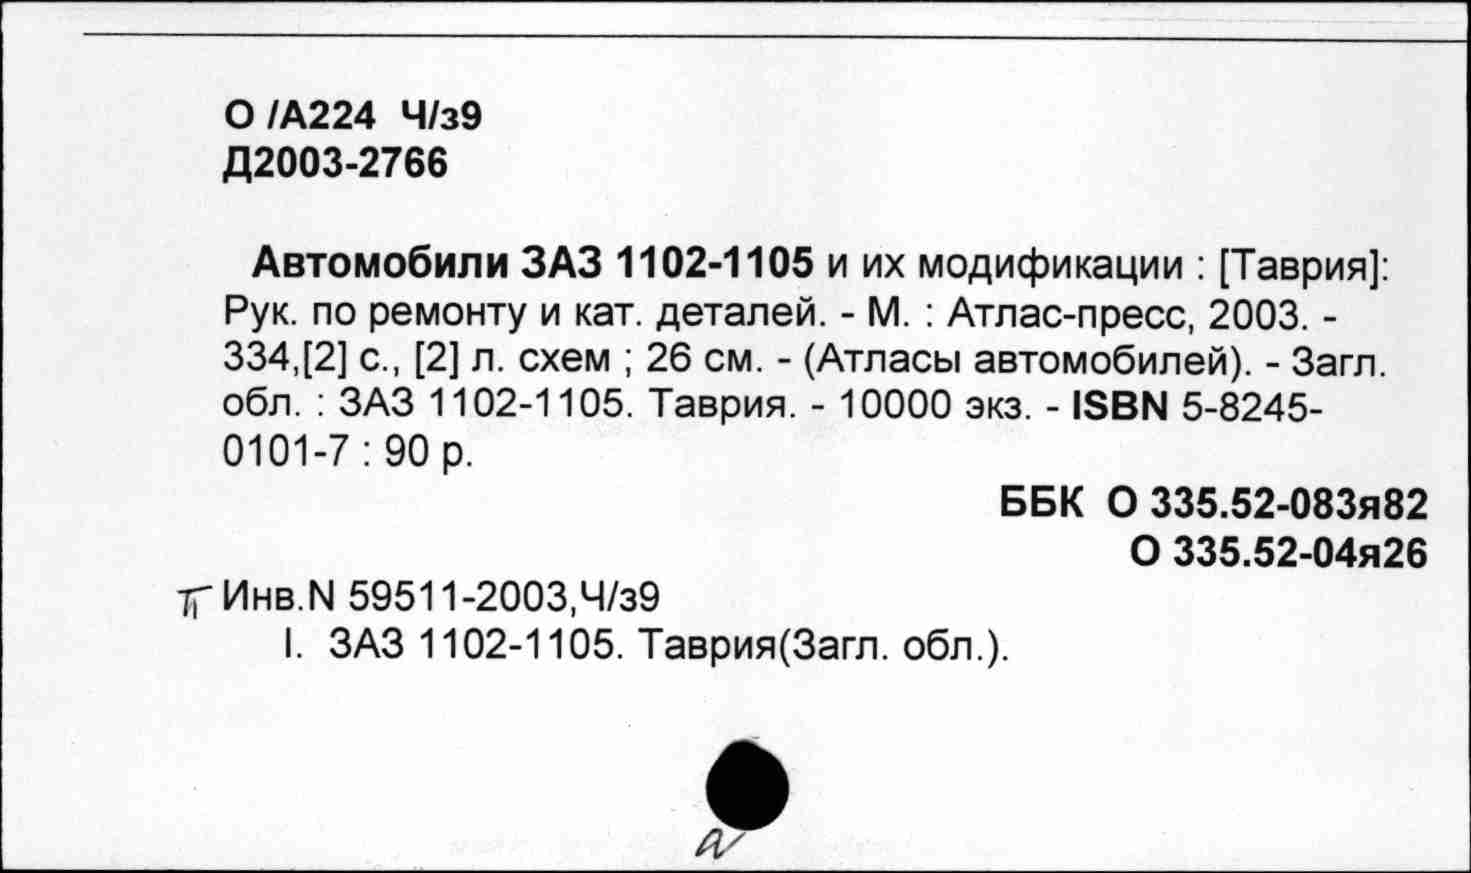 О /А224 Ч/з9
Д2003-2766
Автомобили ЗАЗ 1102-1105 и их модификации : [Таврия]:
Рук. по ремонту и кат. деталей. - М. : Атлас-пресс, 2003. -
334,[2] с., [2] л. схем ; 26 см. - (Атласы автомобилей). - Загл.
обл. : ЗАЗ 1102-1105. Таврия. - 10000 экз. - ISBN 5-8245-
0101-7 : 90 р.
ББК О 335.52-083я82
О 335.52-04я26
Инв.N 59511-2003,Ч/з9
I. ЗАЗ 1102-1105. Таврия(Загл. обл.).